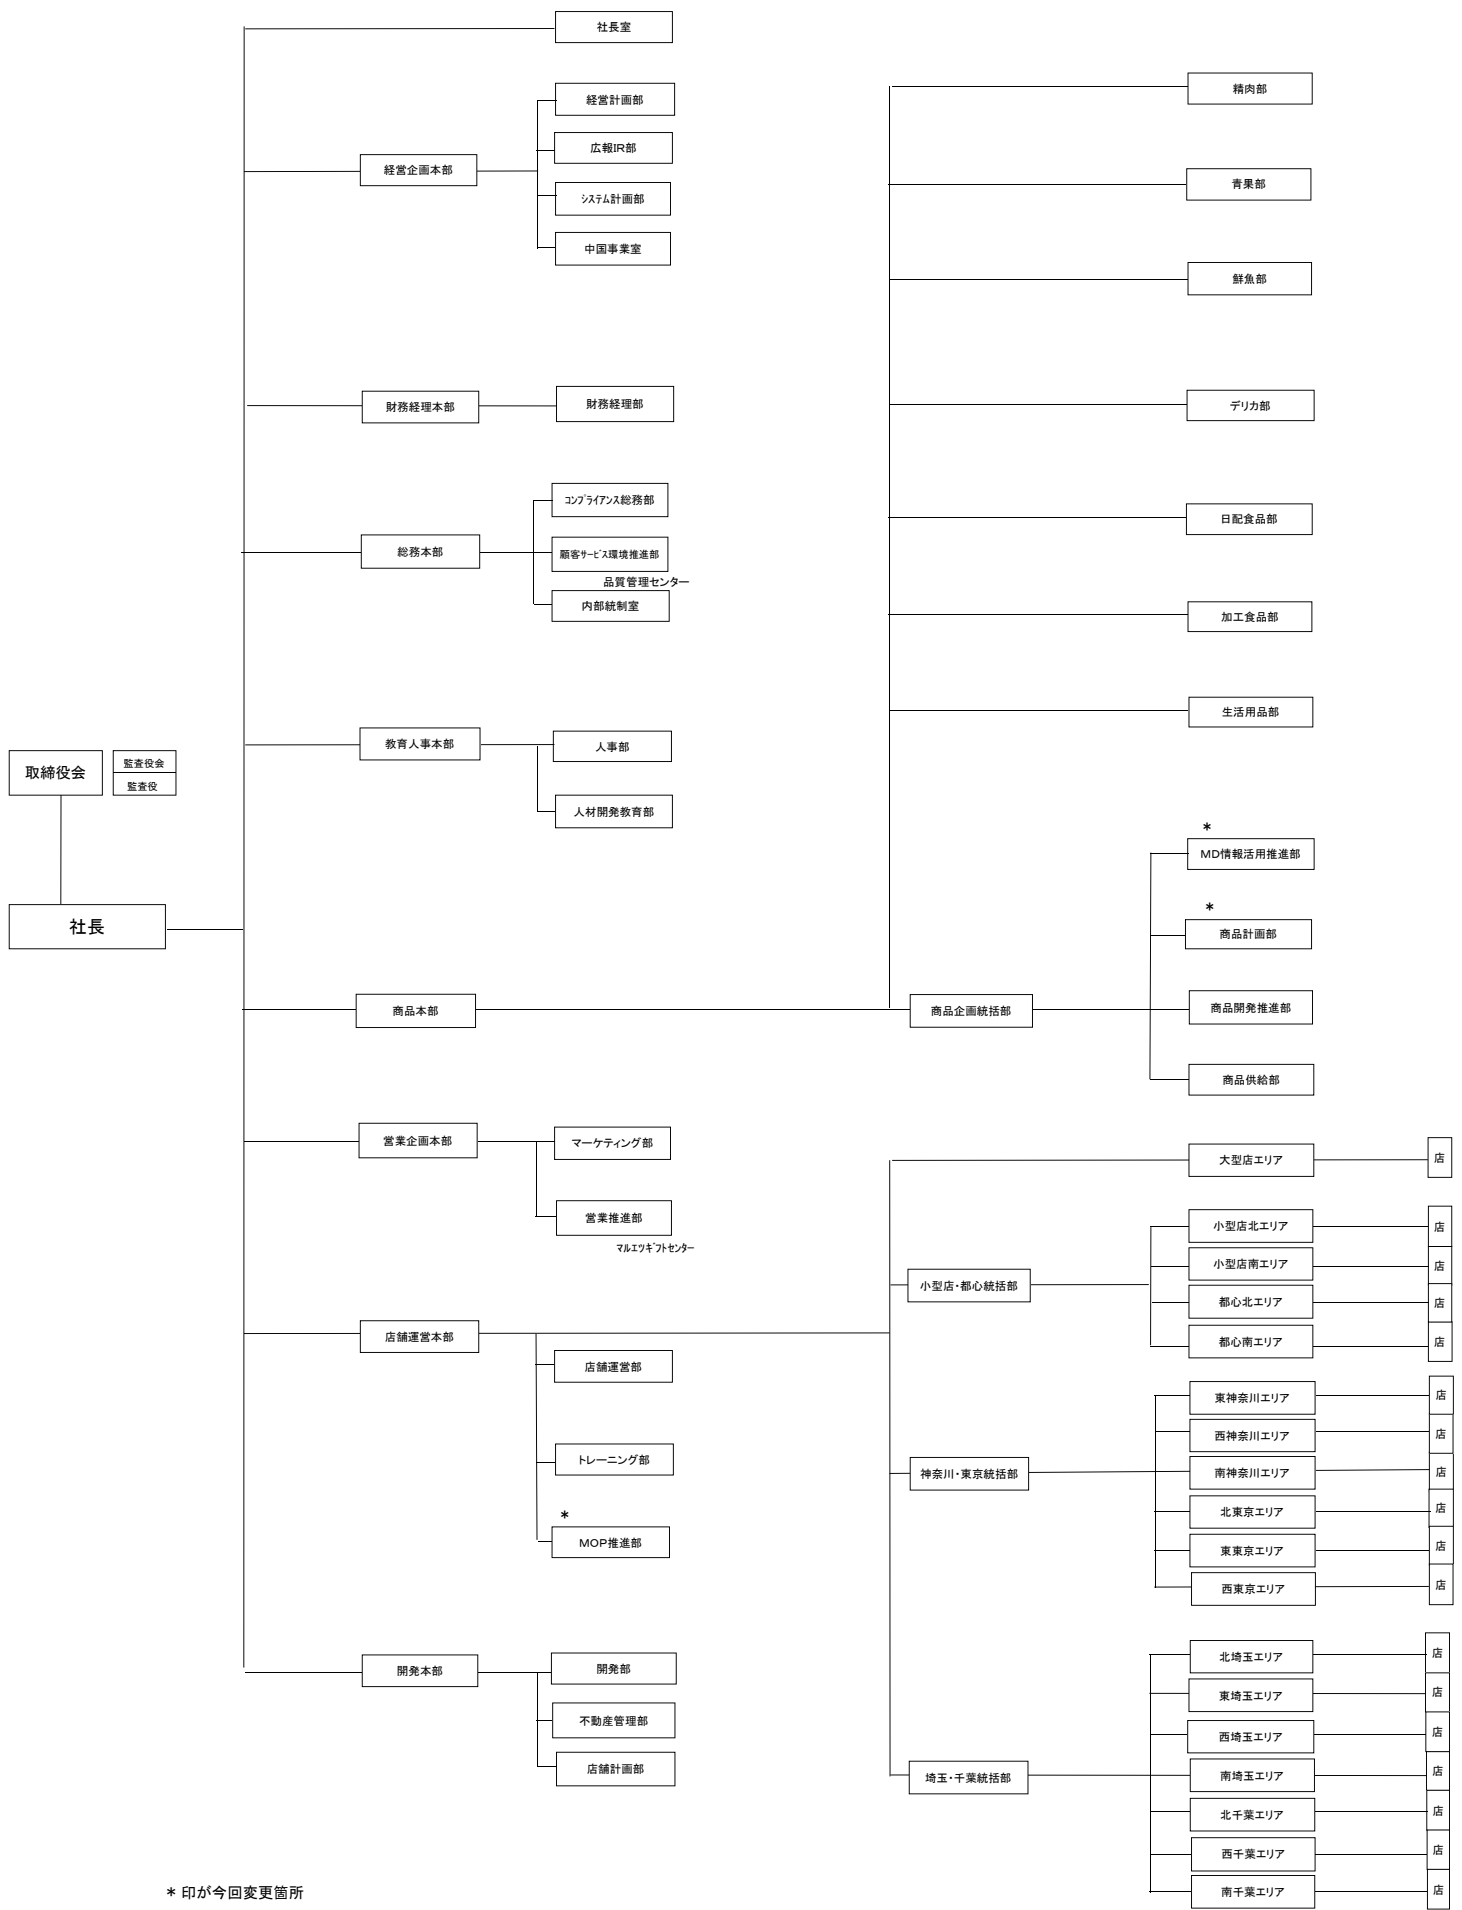 社長室
経営企画本部
経営計画部
広報IR部
ｼｽﾃﾑ計画部
中国事業室
財務経理本部
財務経理部
総務本部
ｺﾝﾌﾟﾗｲｱﾝｽ総務部
顧客ｻｰﾋﾞｽ環境推進部
品質管理センター
内部統制室
教育人事本部
人事部
人材開発教育部
取締役会
監査役会
監査役
社長
商品本部
精肉部
青果部
鮮魚部
デリカ部
日配食品部
加工食品部
生活用品部
商品企画統括部
*
MD情報活用推進部
*
商品計画部
商品開発推進部
商品供給部
営業企画本部
マーケティング部
営業推進部
ﾏﾙｴﾂｷﾞﾌﾄｾﾝﾀｰ
店舗運営本部
店舗運営部
トレーニング部
*
MOP推進部
大型店エリア
店
小型店・都心統括部
小型店北エリア
店
小型店南エリア
店
都心北エリア
店
都心南エリア
店
神奈川・東京統括部
東神奈川エリア
店
西神奈川エリア
店
南神奈川エリア
店
北東京エリア
店
東東京エリア
店
西東京エリア
店
埼玉・千葉統括部
北埼玉エリア
店
東埼玉エリア
店
西埼玉エリア
店
南埼玉エリア
店
北千葉エリア
店
西千葉エリア
店
南千葉エリア
店
開発本部
開発部
不動産管理部
店舗計画部
* 印が今回変更箇所